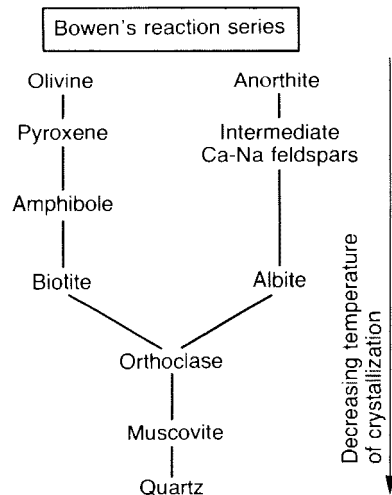 Bowen's reaction series
Olivine
Anorthite
Pyroxene
Intermediate
Ca-Na feldspars
Amphibole
Biotite
Albite
Orthoclase
Muscovite
Quartz
Decreasing temperature
of crystallization